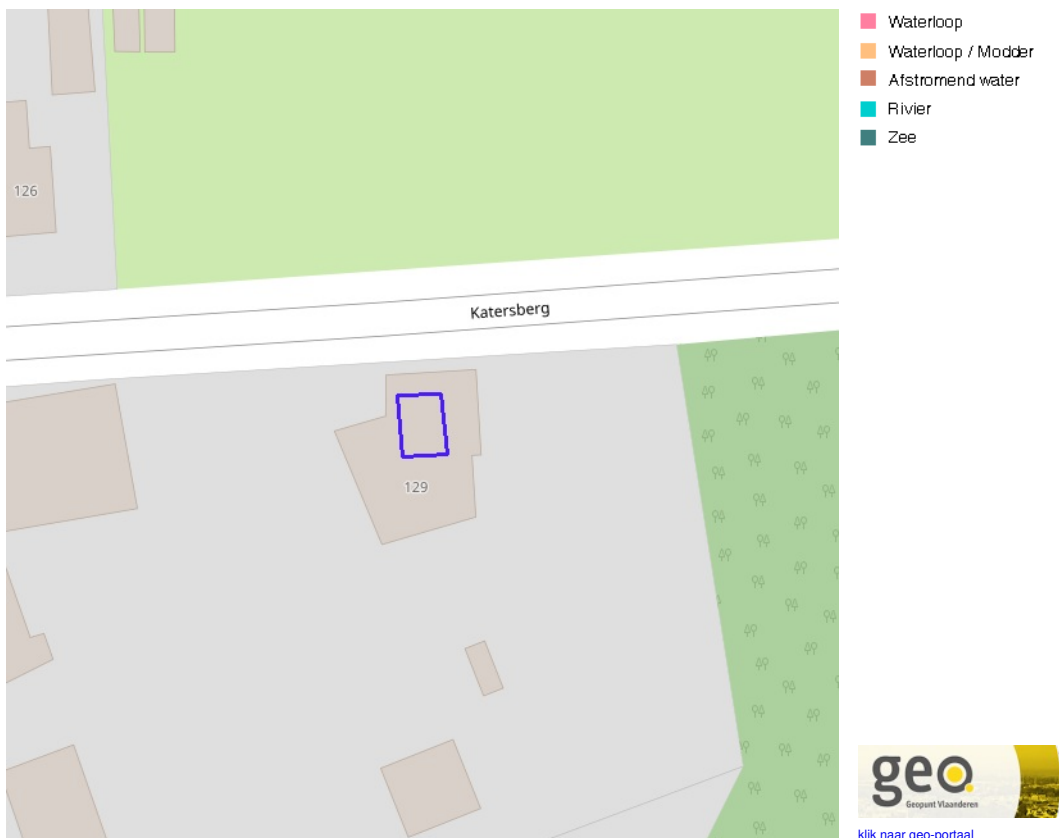 Waterloop
Waterloop / Modder
Afstromend water
Rivier
Zee
126
Katersberg
129
geo.
Geopunt Vlaanderen
klik naar geo-portaal